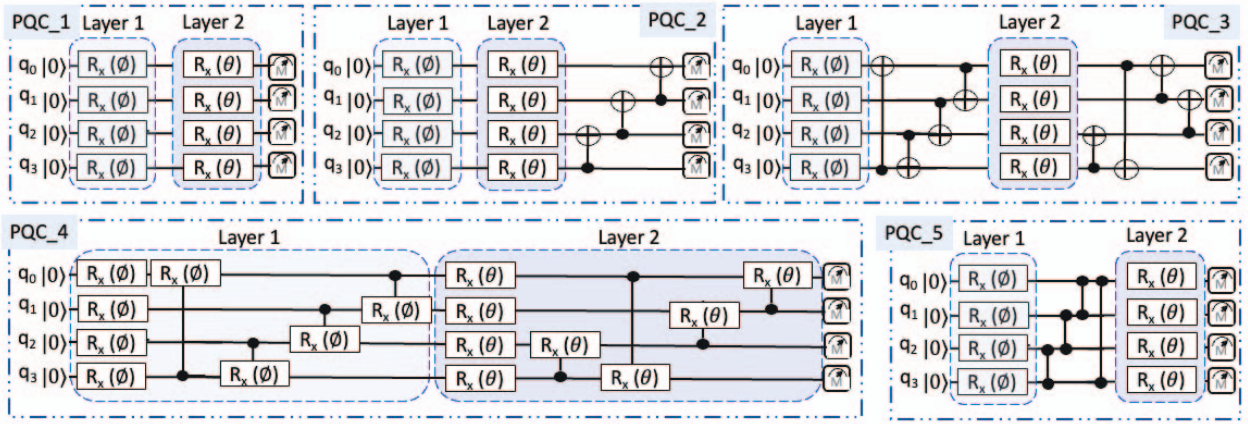 PQC_1 Layer 1 Layer 2
q₀ |0⟩ Rₓ (Ø) Rₓ (θ) M
q₁ |0⟩ Rₓ (Ø) Rₓ (θ) M
q₂ |0⟩ Rₓ (Ø) Rₓ (θ) M
q₃ |0⟩ Rₓ (Ø) Rₓ (θ) M
Layer 1 Layer 2 PQC_2
q₀ |0⟩ Rₓ (Ø) Rₓ (θ) M
q₁ |0⟩ Rₓ (Ø) Rₓ (θ) M
q₂ |0⟩ Rₓ (Ø) Rₓ (θ) M
q₃ |0⟩ Rₓ (Ø) Rₓ (θ) M
Layer 1 Layer 2 PQC_3
q₀ |0⟩ Rₓ (Ø) Rₓ (θ) M
q₁ |0⟩ Rₓ (Ø) Rₓ (θ) M
q₂ |0⟩ Rₓ (Ø) Rₓ (θ) M
q₃ |0⟩ Rₓ (Ø) Rₓ (θ) M
PQC_4 Layer 1 Layer 2
q₀ |0⟩ Rₓ (Ø) Rₓ (Ø) Rₓ (θ) Rₓ (θ) M
q₁ |0⟩ Rₓ (Ø) Rₓ (Ø) Rₓ (θ) Rₓ (θ) M
q₂ |0⟩ Rₓ (Ø) Rₓ (Ø) Rₓ (θ) Rₓ (θ) M
q₃ |0⟩ Rₓ (Ø) Rₓ (Ø) Rₓ (θ) Rₓ (θ) M
PQC_5 Layer 1 Layer 2
q₀ |0⟩ Rₓ (Ø) Rₓ (θ) M
q₁ |0⟩ Rₓ (Ø) Rₓ (θ) M
q₂ |0⟩ Rₓ (Ø) Rₓ (θ) M
q₃ |0⟩ Rₓ (Ø) Rₓ (θ) M